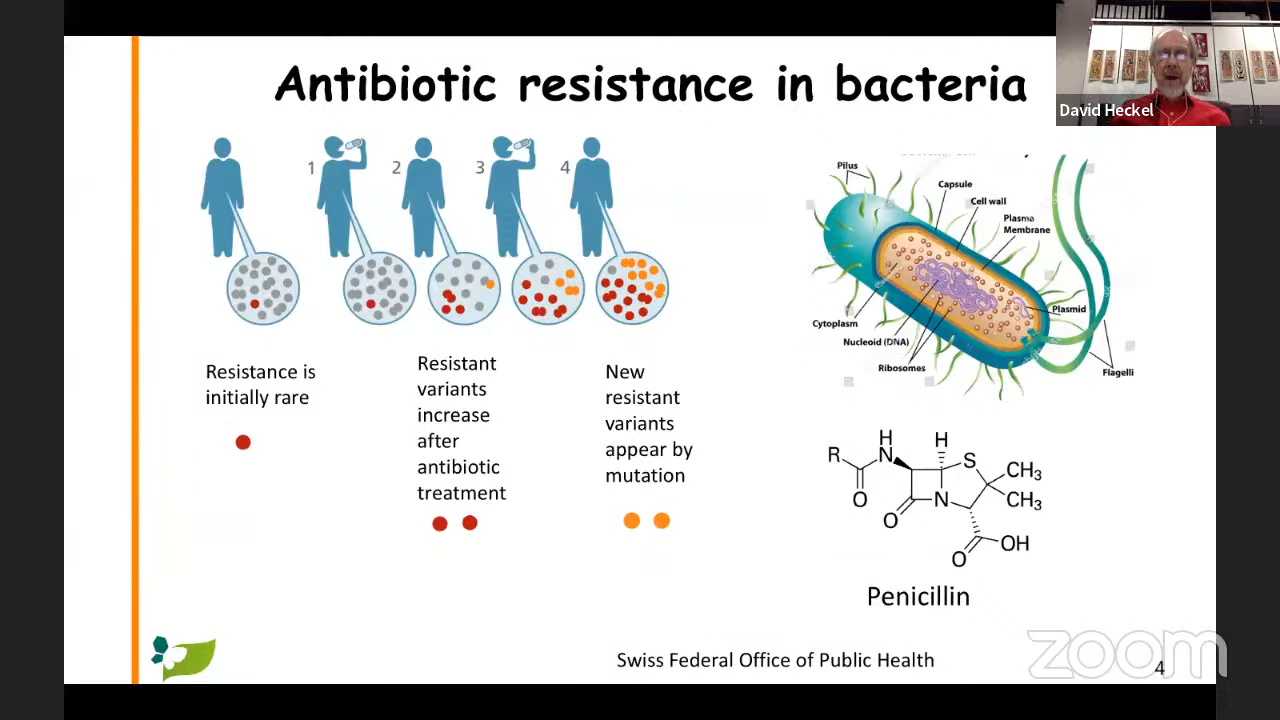 Antibiotic resistance in bacteria
David Heckel
1
2
3
4
Resistance is
initially rare
Resistant
variants
increase
after
antibiotic
treatment
New
resistant
variants
appear by
mutation
Pilus
Capsule
Cell wall
Plasma
Membrane
Cytoplasm
Nucleoid (DNA)
Ribosomes
Plasmid
Flagelli
H
N
R
O
O
H
S
N
CH3
CH3
O
OH
Penicillin
Swiss Federal Office of Public Health
zoom
4